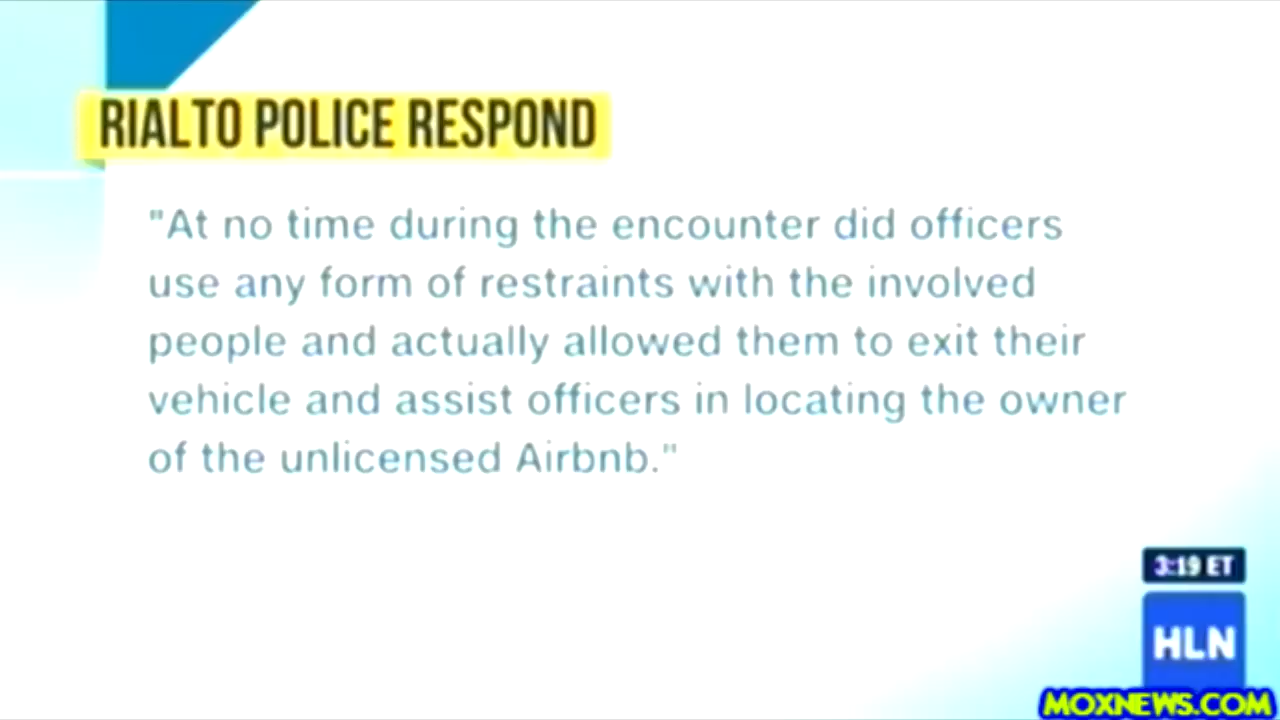 RIALTO POLICE RESPOND
"At no time during the encounter did officers
use any form of restraints with the involved
people and actually allowed them to exit their
vehicle and assist officers in locating the owner
of the unlicensed Airbnb."
3:19 ET
HLN
MOXNEWS.COM